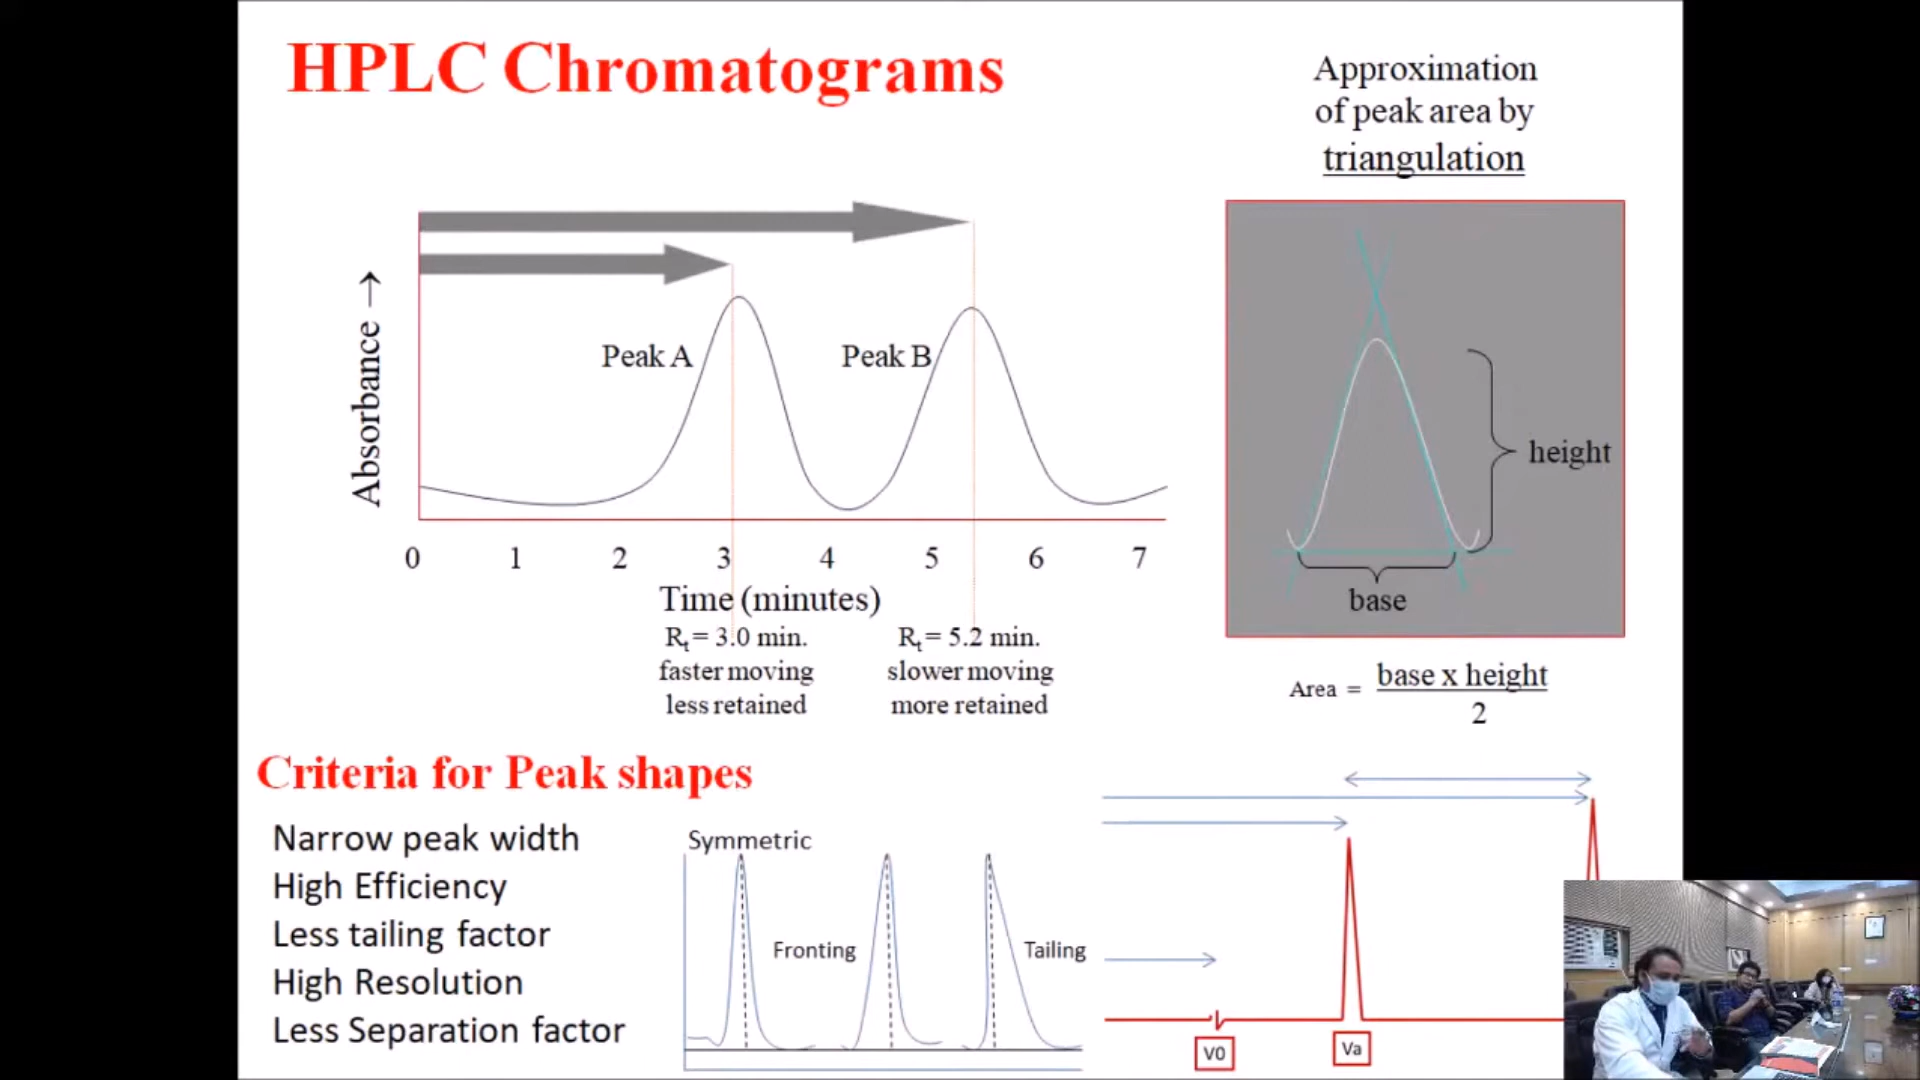 HPLC Chromatograms
Approximation
of peak area by
triangulation
Absorbance →
Peak A
Peak B
0 1 2 3 4 5 6 7
Time (minutes)
Rt = 3.0 min.
faster moving
less retained
Rt = 5.2 min.
slower moving
more retained
height
base
Area = base x height
2
Criteria for Peak shapes
Narrow peak width
High Efficiency
Less tailing factor
High Resolution
Less Separation factor
Symmetric
Fronting
Tailing
V0
Va